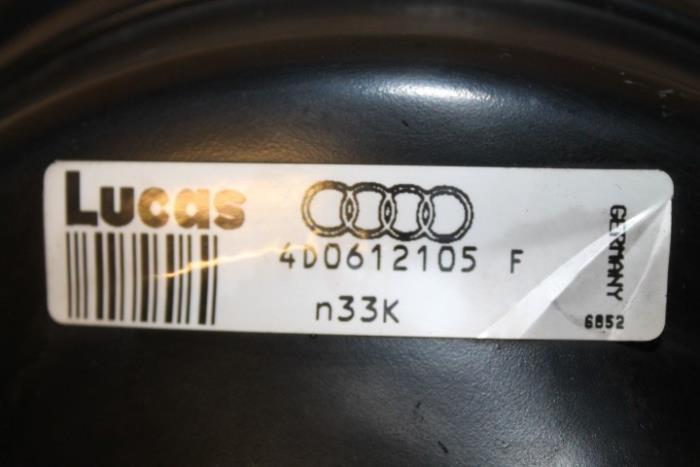 Lucas
4D0612105 F
n33K
GERMANY
6852